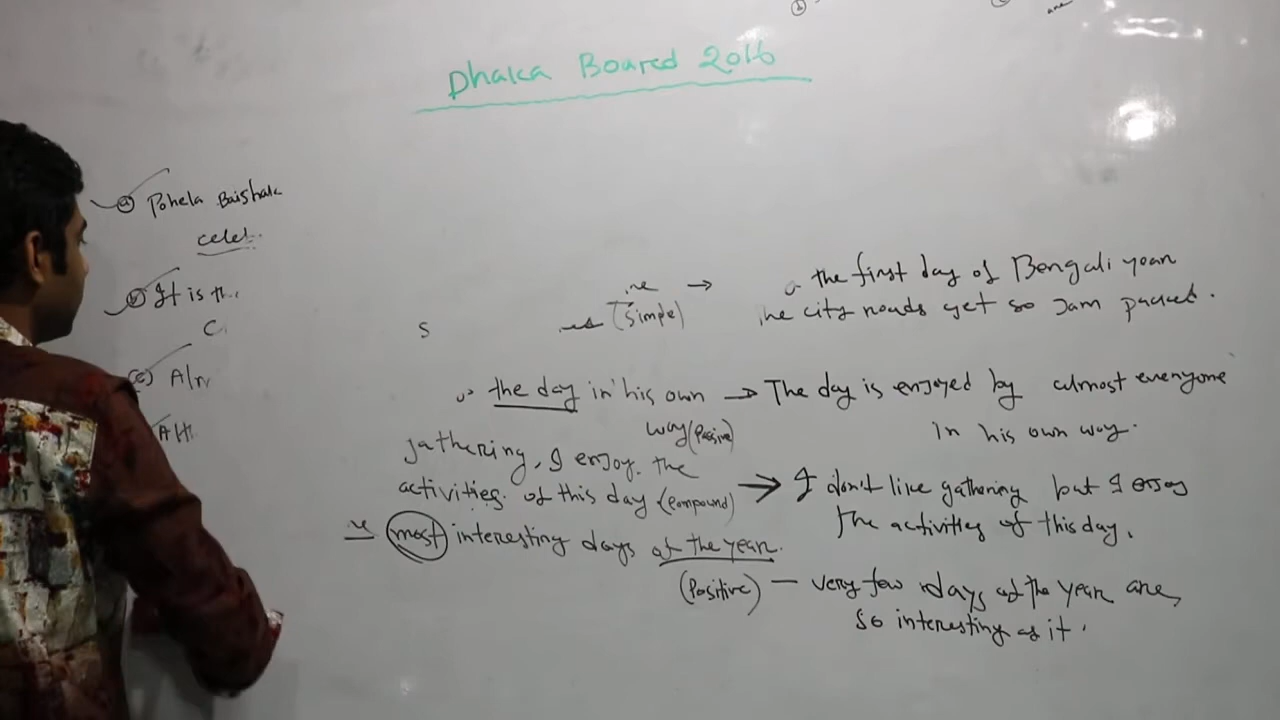 Dhaka Board 2016
(a) Pohela Baishak
celeb
(b) It is th
(c) Alm
(Simple) →
the first day of Bengali year
the city roads get so Jam packed.
the day in his own → The day is enjoyed by almost everyone
way (Passive)
in his own way.
gathering, I enjoy the
activities of this day (compound) → I don't like gathering but I enjoy
the activities of this day.
most interesting days of the year.
(Positive) — very few days of the year are
so interesting as it.